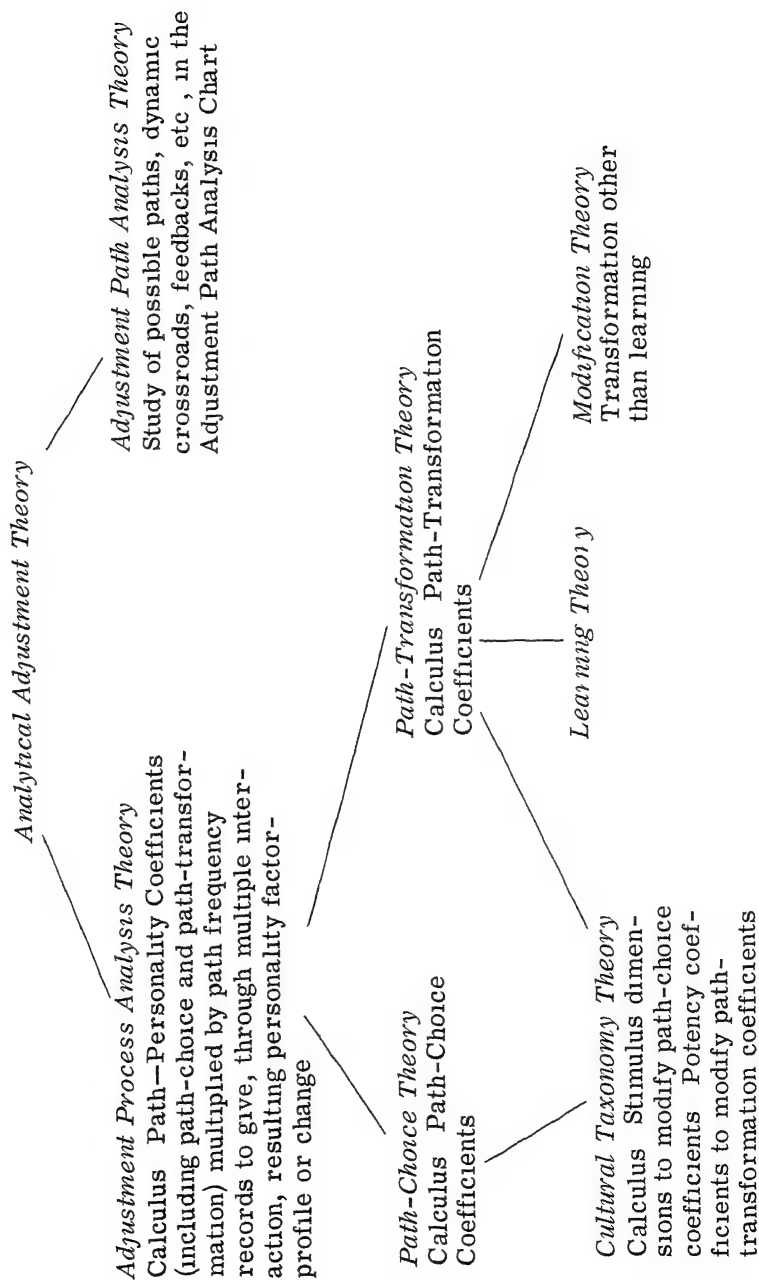 Analytical Adjustment Theory
Adjustment Process Analysis Theory
Calculus Path—Personality Coefficients
(including path-choice and path-transfor-
mation) multiplied by path frequency
records to give, through multiple inter-
action, resulting personality factor-
profile or change
Adjustment Path Analysis Theory
Study of possible paths, dynamic
crossroads, feedbacks, etc , in the
Adjustment Path Analysis Chart
Path-Choice Theory
Calculus Path-Choice
Coefficients
Path-Transformation Theory
Calculus Path-Transformation
Coefficients
Cultural Taxonomy Theory
Calculus Stimulus dimen-
sions to modify path-choice
coefficients Potency coef-
ficients to modify path-
transformation coefficients
Learning Theory
Modification Theory
Transformation other
than learning